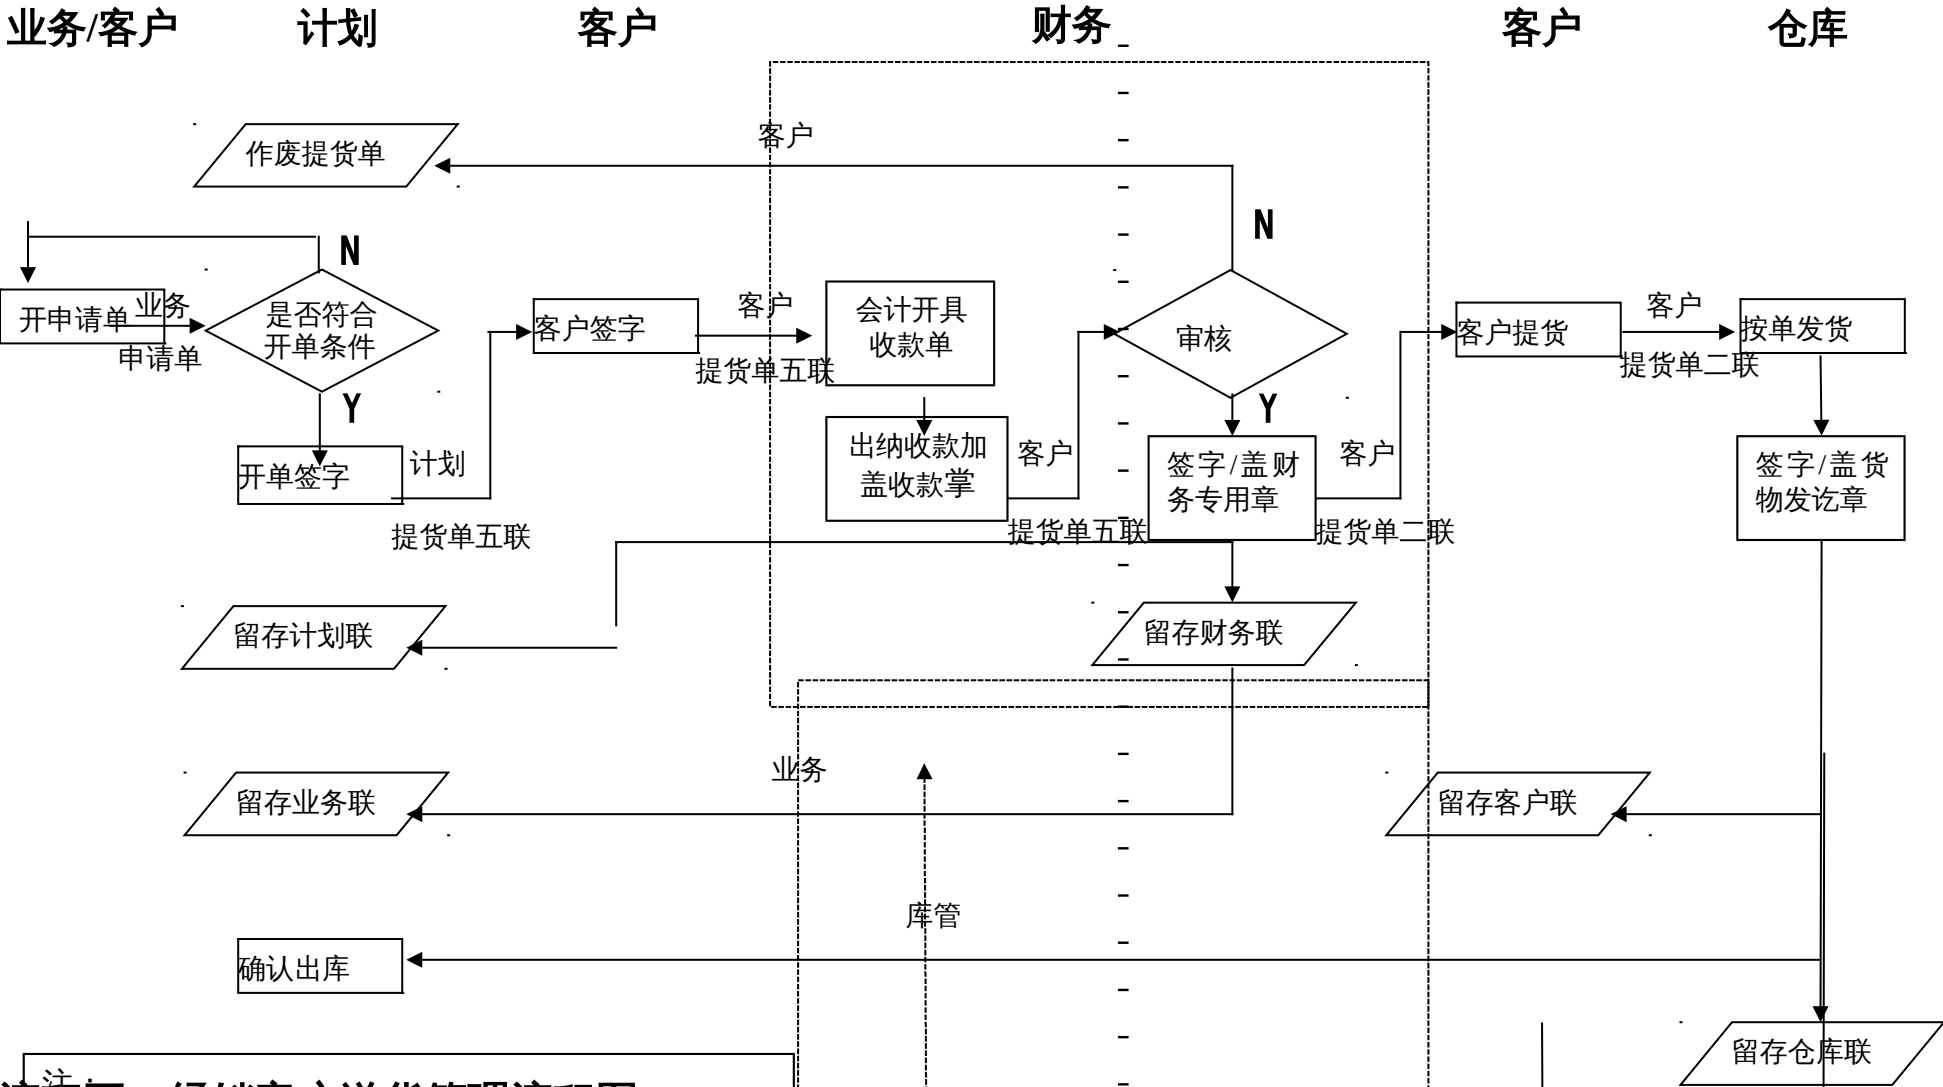 业务/客户 计划 客户 财务 客户 仓库
客户
作废提货单
N
N
业务
开申请单
申请单
是否符合
开单条件
客户签字
客户
提货单五联
会计开具
收款单
审核
客户提货
客户
提货单二联
按单发货
Y
Y
开单签字
计划
提货单五联
出纳收款加
盖收款掌
客户
提货单五联
签字/盖财
务专用章
客户
提货单二联
签字/盖货
物发讫章
留存计划联
留存财务联
业务
留存业务联
留存客户联
库管
确认出库
留存仓库联
注